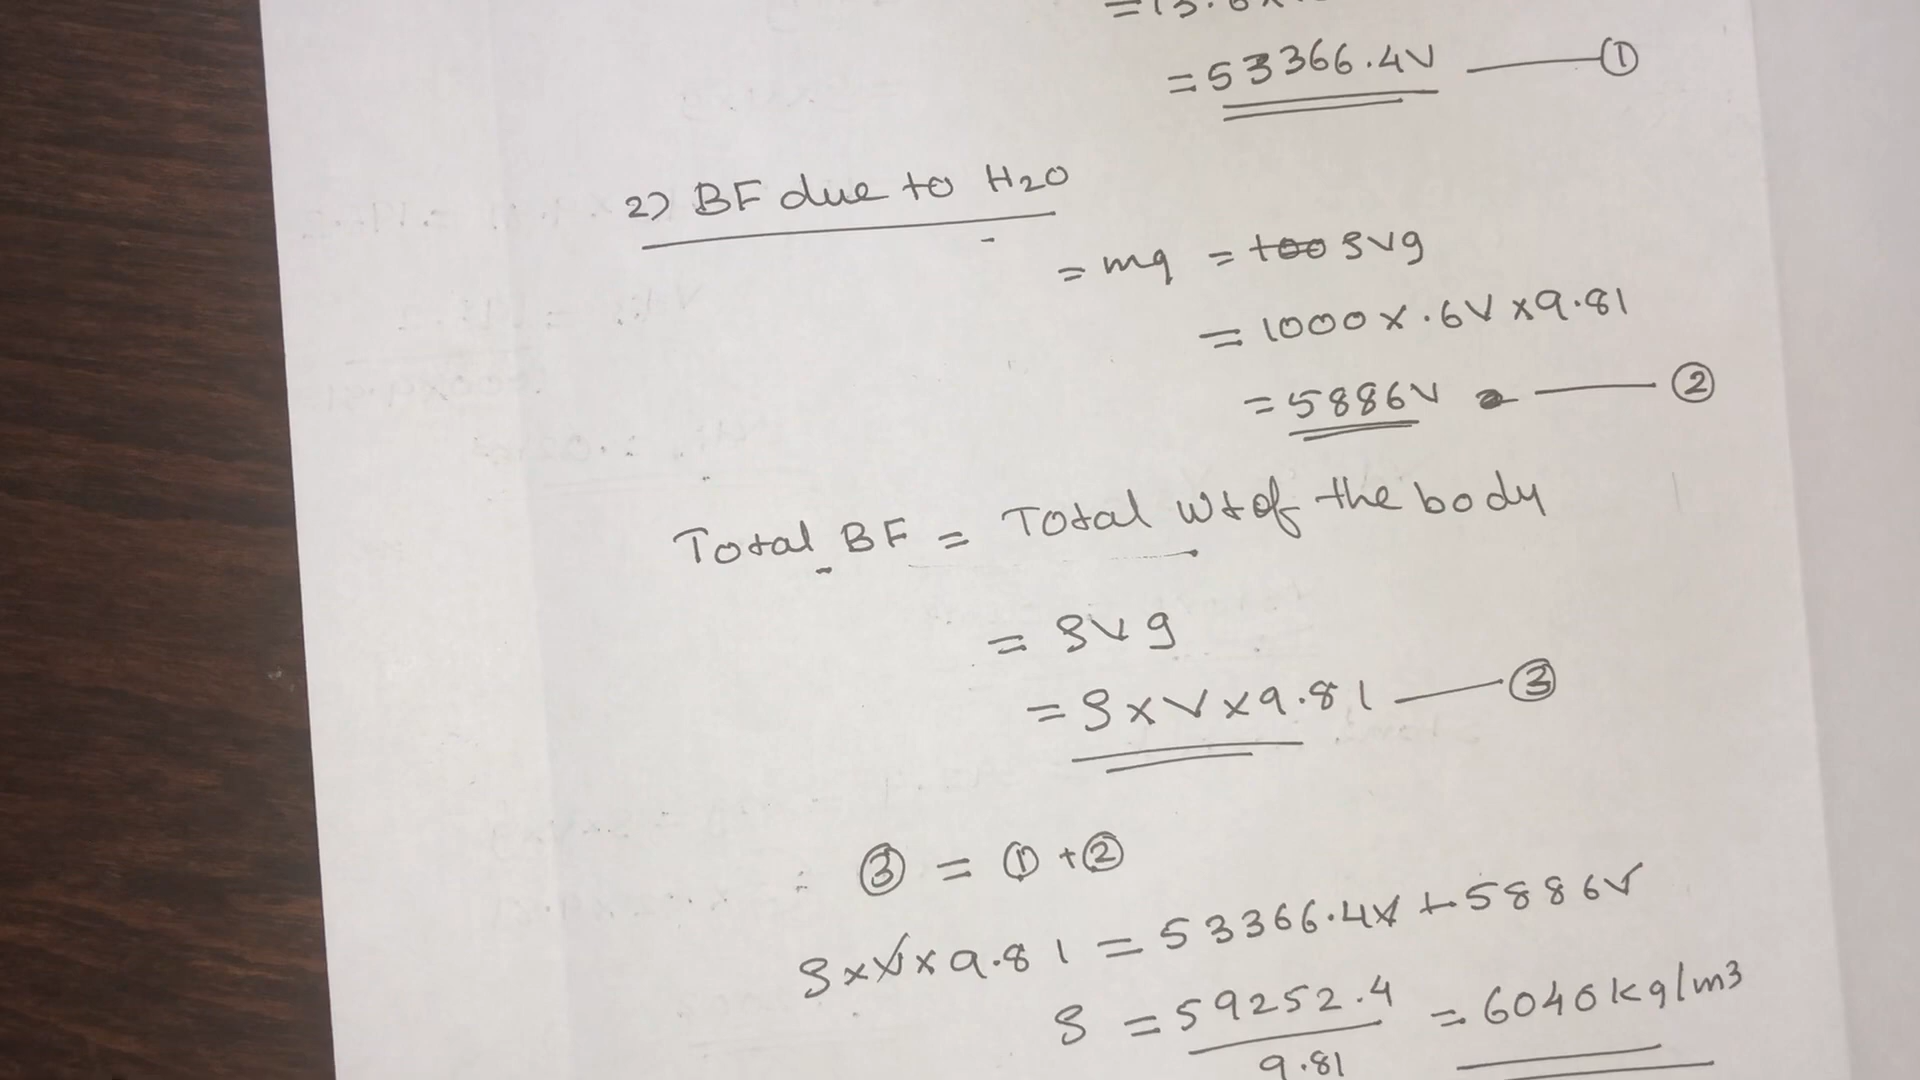 =13.6x
=53366.4V ——— ①
2) BF due to H2O
= mg = ρVg
= 1000 x .6V x 9.81
= 5886V ——— ②
Total BF = Total wt of the body
= ρVg
= ρ x V x 9.81 ——— ③
③ = ① + ②
ρ x V x 9.81 = 53366.4V + 5886V
ρ = 59252.4 / 9.81 = 6040 kg/m3